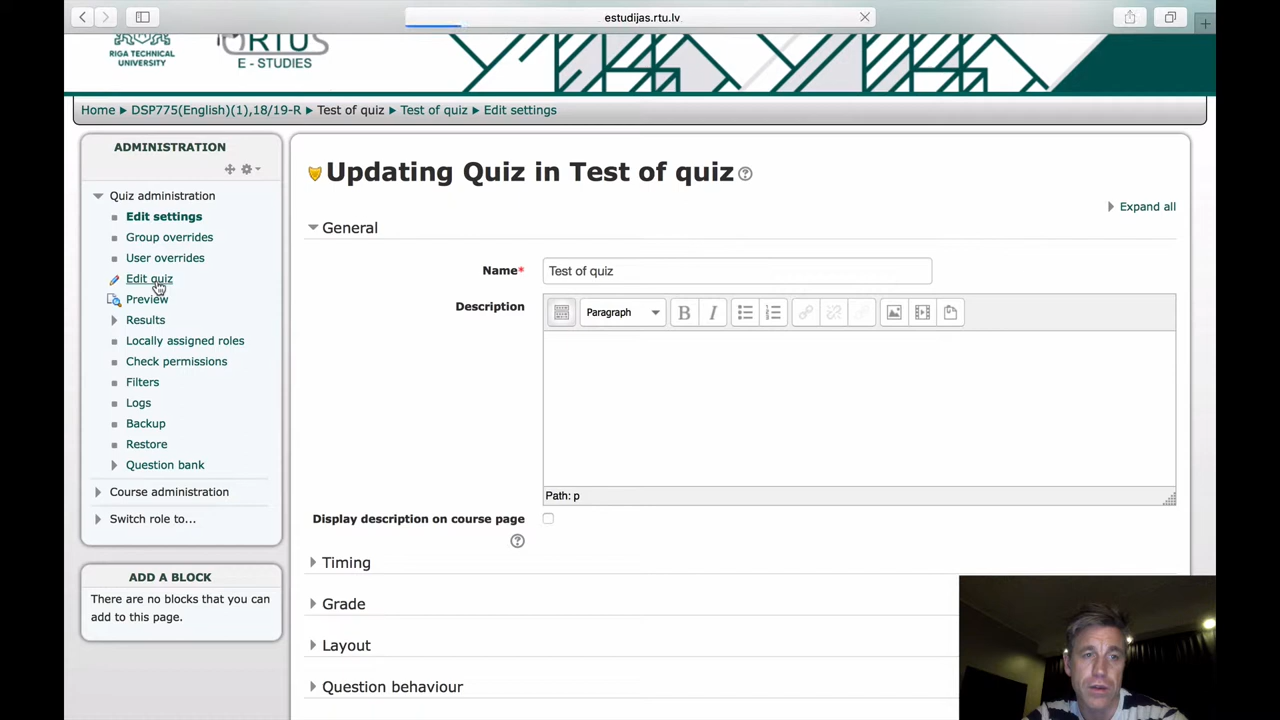 estudijas.rtu.lv
RIGA TECHNICAL
UNIVERSITY
RTU
E - STUDIES
Home ▶ DSP775(English)(1),18/19-R ▶ Test of quiz ▶ Test of quiz ▶ Edit settings
ADMINISTRATION
Quiz administration
Edit settings
Group overrides
User overrides
Edit quiz
Preview
Results
Locally assigned roles
Check permissions
Filters
Logs
Backup
Restore
Question bank
Course administration
Switch role to...
ADD A BLOCK
There are no blocks that you can
add to this page.
Updating Quiz in Test of quiz
Expand all
General
Name* Test of quiz
Description
Paragraph B I
Path: p
Display description on course page
Timing
Grade
Layout
Question behaviour